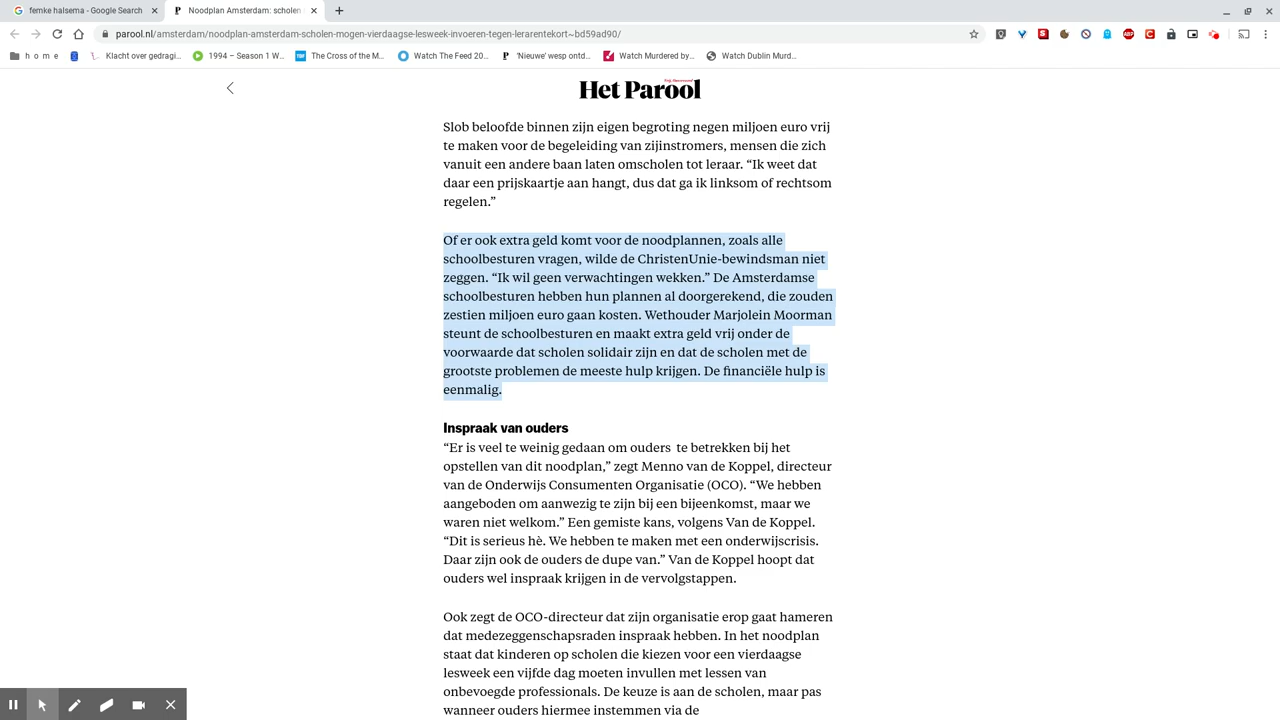 femke halsema - Google Search
Noodplan Amsterdam: scholen
parool.nl/amsterdam/noodplan-amsterdam-scholen-mogen-vierdaagse-lesweek-invoeren-tegen-lerarentekort~bd59ad90/
h o m e
Klacht over gedragi...
1994 – Season 1 W...
The Cross of the M...
Watch The Feed 20...
‘Nieuwe’ wesp ontd...
Watch Murdered by...
Watch Dublin Murd...
Het Parool
Slob beloofde binnen zijn eigen begroting negen miljoen euro vrij
te maken voor de begeleiding van zijinstromers, mensen die zich
vanuit een andere baan laten omscholen tot leraar. “Ik weet dat
daar een prijskaartje aan hangt, dus dat ga ik linksom of rechtsom
regelen.”
Of er ook extra geld komt voor de noodplannen, zoals alle
schoolbesturen vragen, wilde de ChristenUnie-bewindsman niet
zeggen. “Ik wil geen verwachtingen wekken.” De Amsterdamse
schoolbesturen hebben hun plannen al doorgerekend, die zouden
zestien miljoen euro gaan kosten. Wethouder Marjolein Moorman
steunt de schoolbesturen en maakt extra geld vrij onder de
voorwaarde dat scholen solidair zijn en dat de scholen met de
grootste problemen de meeste hulp krijgen. De financiële hulp is
eenmalig.
Inspraak van ouders
“Er is veel te weinig gedaan om ouders  te betrekken bij het
opstellen van dit noodplan,” zegt Menno van de Koppel, directeur
van de Onderwijs Consumenten Organisatie (OCO). “We hebben
aangeboden om aanwezig te zijn bij een bijeenkomst, maar we
waren niet welkom.” Een gemiste kans, volgens Van de Koppel.
“Dit is serieus hè. We hebben te maken met een onderwijscrisis.
Daar zijn ook de ouders de dupe van.” Van de Koppel hoopt dat
ouders wel inspraak krijgen in de vervolgstappen.
Ook zegt de OCO-directeur dat zijn organisatie erop gaat hameren
dat medezeggenschapsraden inspraak hebben. In het noodplan
staat dat kinderen op scholen die kiezen voor een vierdaagse
lesweek een vijfde dag moeten invullen met lessen van
onbevoegde professionals. De keuze is aan de scholen, maar pas
wanneer ouders hiermee instemmen via de